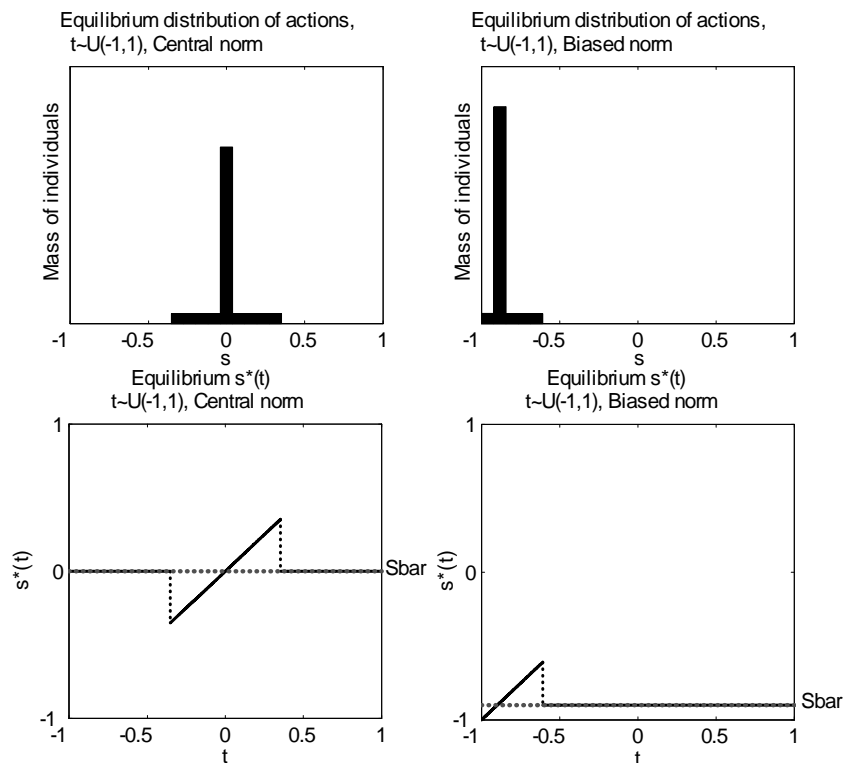 Equilibrium distribution of actions,
t~U(-1,1), Central norm
Mass of individuals
-1 -0.5 0 0.5 1
s
Equilibrium distribution of actions,
t~U(-1,1), Biased norm
Mass of individuals
-1 -0.5 0 0.5 1
s
Equilibrium s*(t)
t~U(-1,1), Central norm
1
s*(t)
0
Sbar
-1
-1 -0.5 0 0.5 1
t
Equilibrium s*(t)
t~U(-1,1), Biased norm
1
s*(t)
0
Sbar
-1
-1 -0.5 0 0.5 1
t